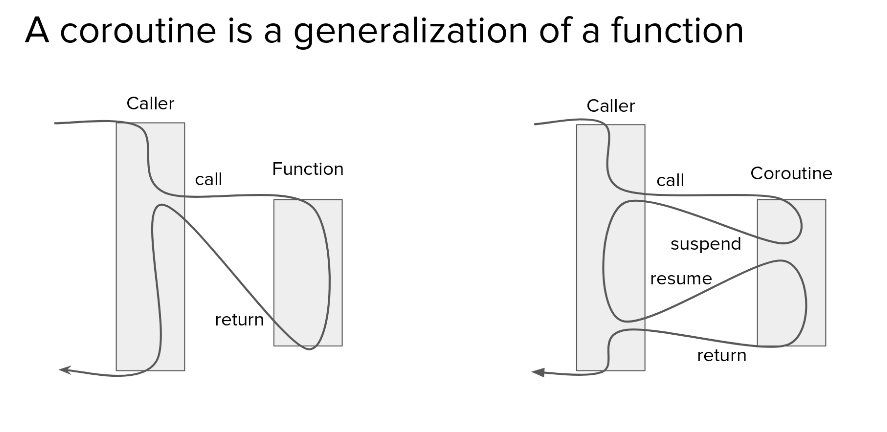 A coroutine is a generalization of a function
Caller
call
Function
return
Caller
call
Coroutine
suspend
resume
return